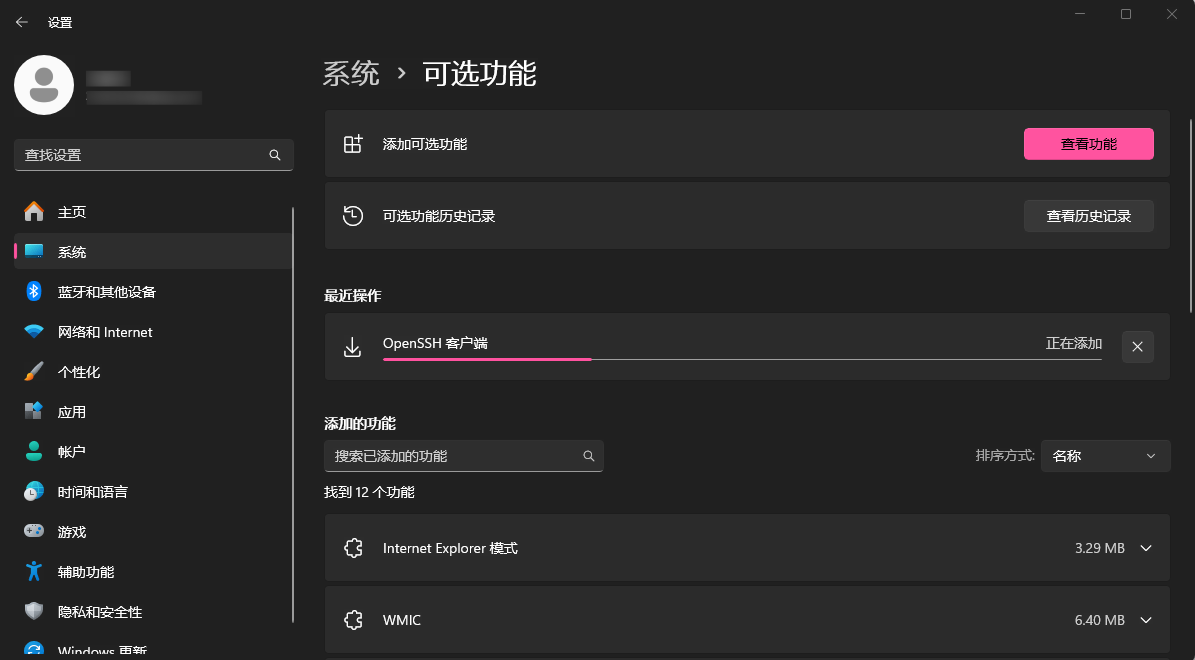 设置
查找设置
主页
系统
蓝牙和其他设备
网络和 Internet
个性化
应用
帐户
时间和语言
游戏
辅助功能
隐私和安全性
Windows 更新
系统 › 可选功能
添加可选功能
查看功能
可选功能历史记录
查看历史记录
最近操作
OpenSSH 客户端
正在添加
添加的功能
搜索已添加的功能
排序方式: 名称
找到 12 个功能
Internet Explorer 模式
3.29 MB
WMIC
6.40 MB